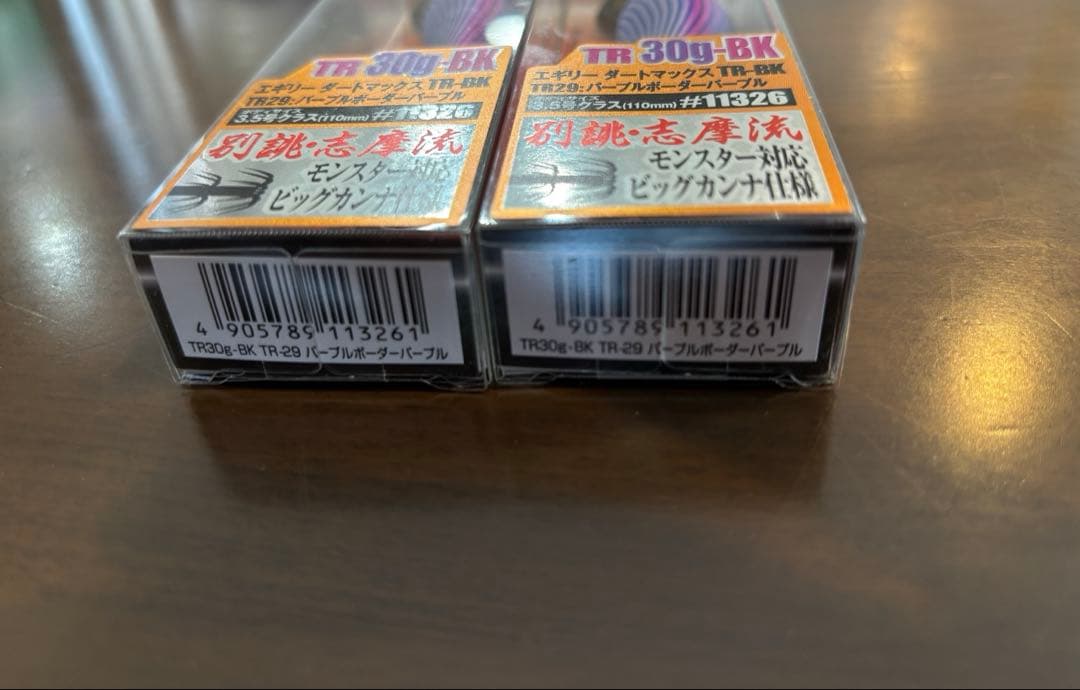 TR 30g-BK
エギリー ダートマックス TR-BK
TR29:パープルボーダーパープル
3.5号クラス(110mm) #11326
別誂・志摩流
モンスター対応
ビッグカンナ仕様
4 905789 113261
TR30g-BK TR-29 パープルボーダーパープル
TR 30g-BK
エギリー ダートマックス TR-BK
TR29:パープルボーダーパープル
3.5号クラス(110mm) #11326
別誂・志摩流
モンスター対応
ビッグカンナ仕様
4 905789 113261
TR30g-BK TR-29 パープルボーダーパープル